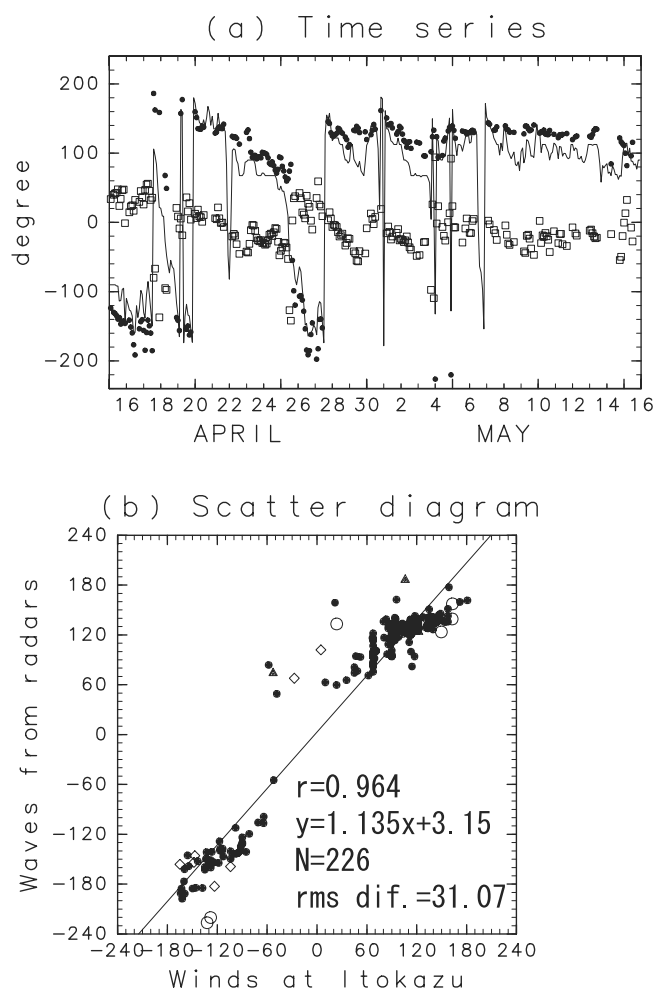 (a) Time series
degree
200
100
0
−100
−200
16 18 20 22 24 26 28 30 2 4 6 8 10 12 14 16
APRIL MAY
(b) Scatter diagram
Waves from radars
240
180
120
60
0
−60
−120
−180
−240
r=0.964
y=1.135x+3.15
N=226
rms dif.=31.07
−240 −180 −120 −60 0 60 120 180 240
Winds at Itokazu